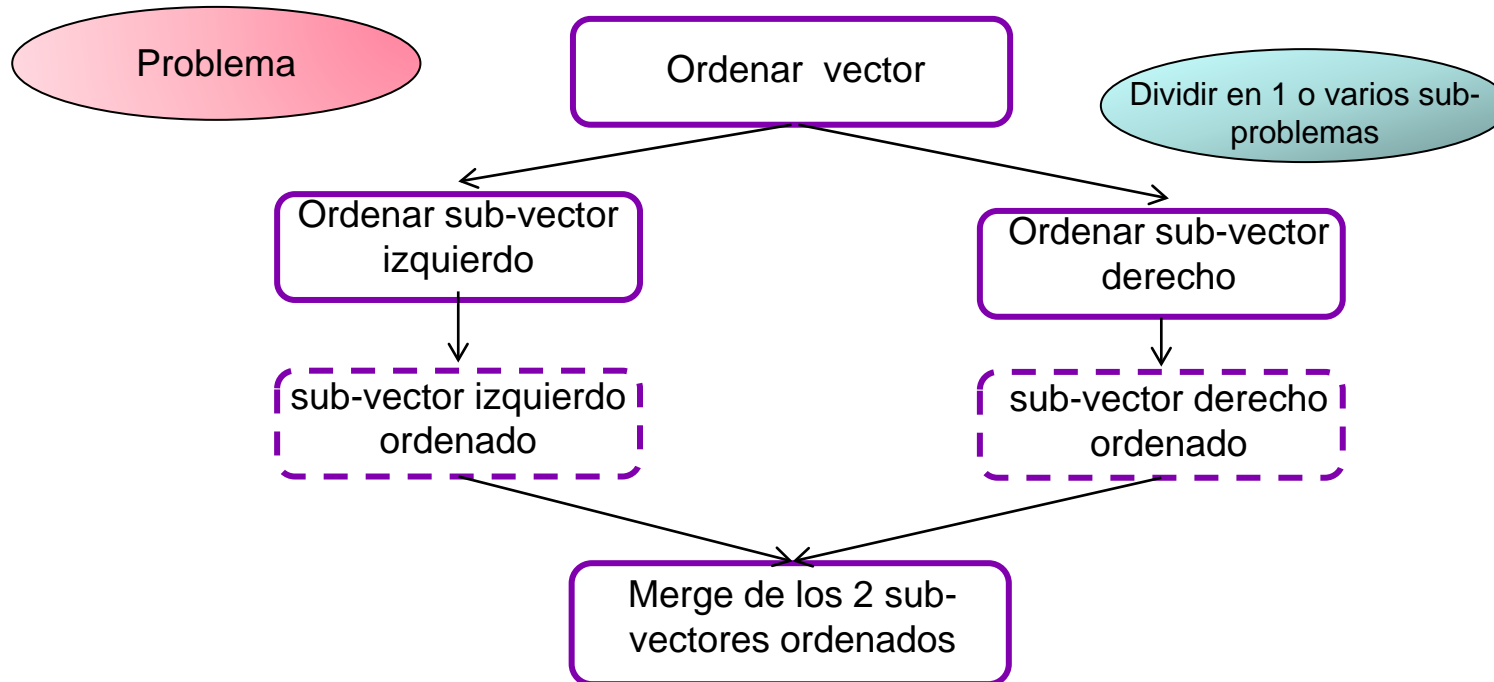 Problema
Ordenar vector
Dividir en 1 o varios sub-
problemas
Ordenar sub-vector
izquierdo
Ordenar sub-vector
derecho
sub-vector izquierdo
ordenado
sub-vector derecho
ordenado
Merge de los 2 sub-
vectores ordenados